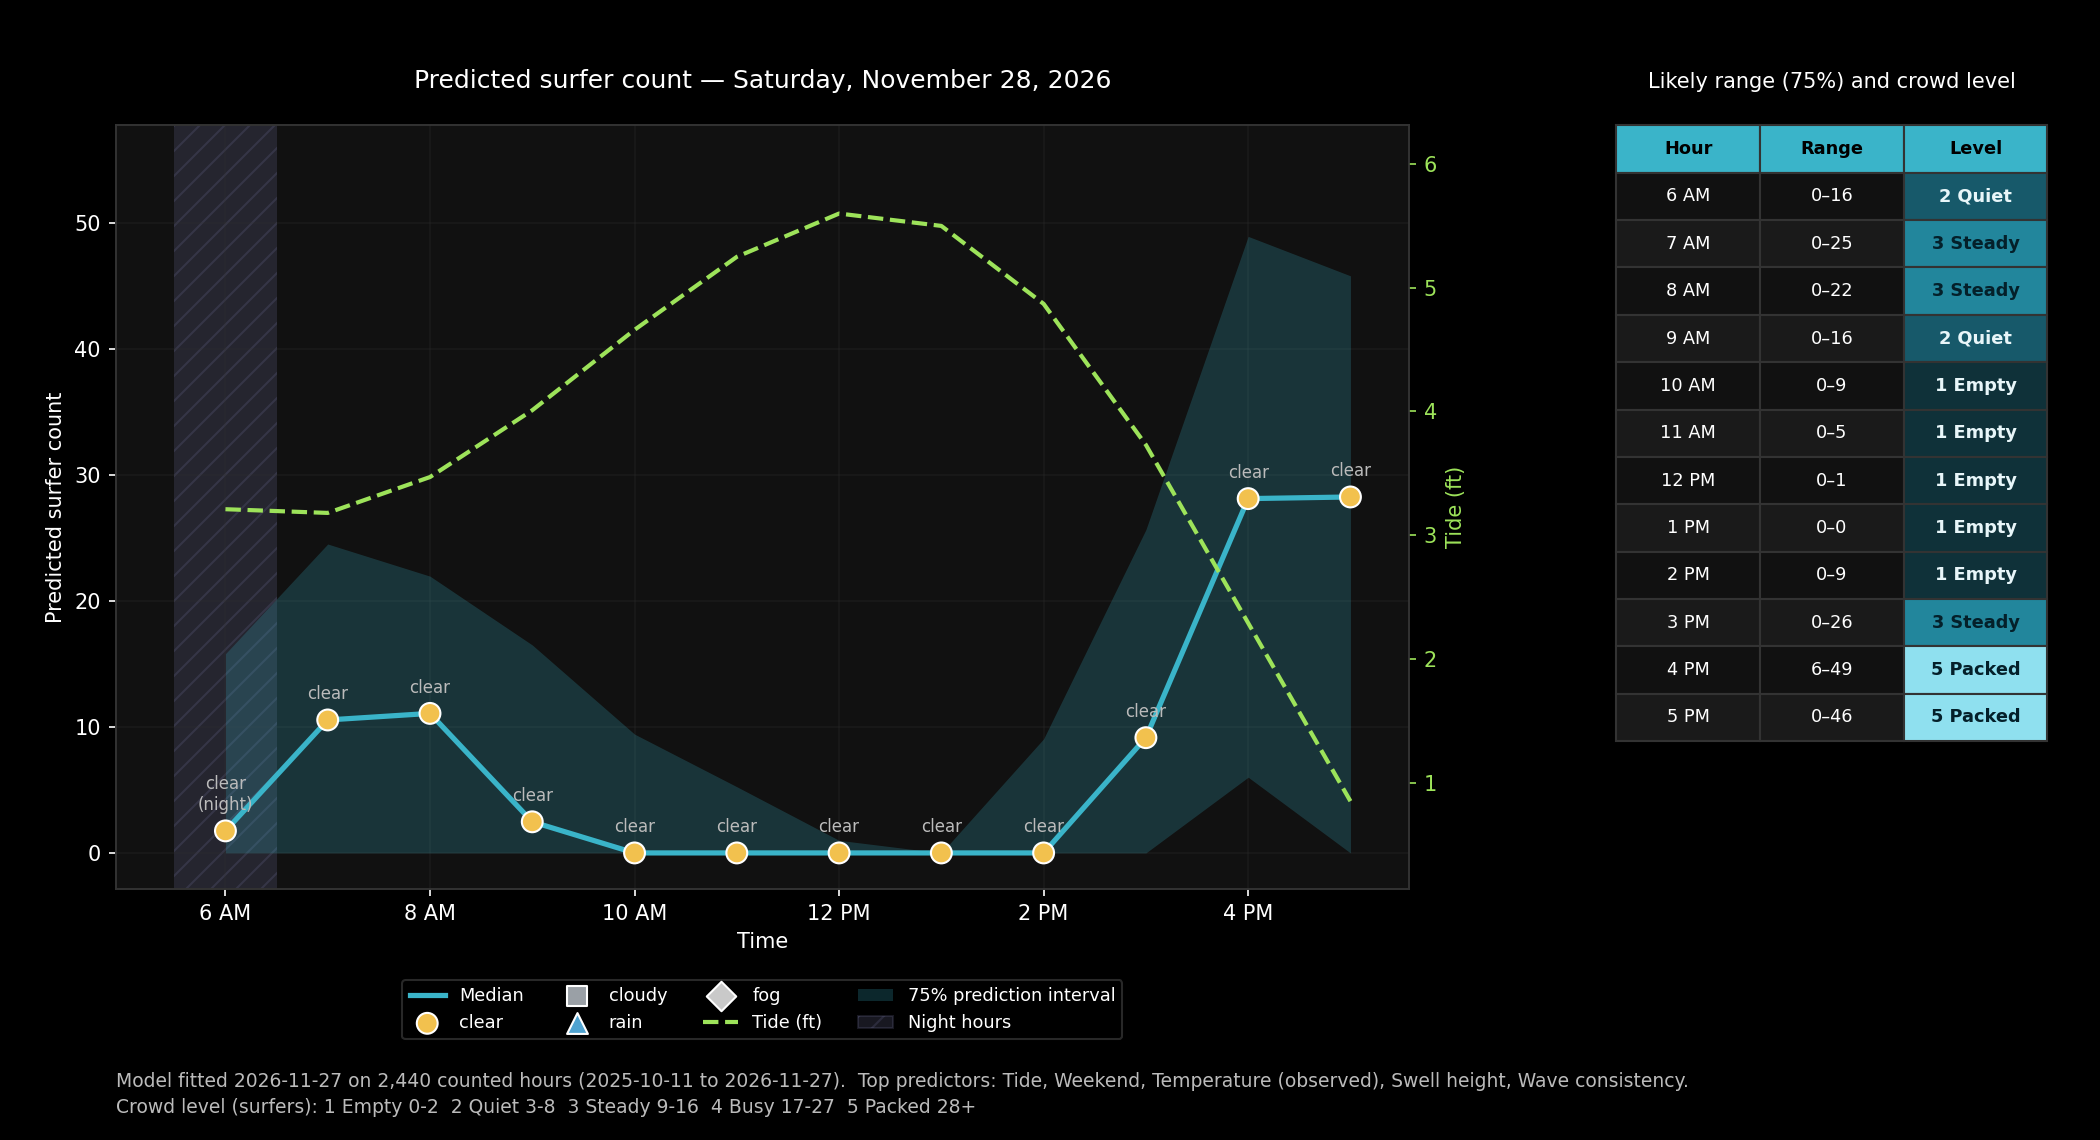 Predicted surfer count — Saturday, November 28, 2026
Likely range (75%) and crowd level
Predicted surfer count
50
40
30
20
10
0
6
5
4
3
2
1
Tide (ft)
clear
(night)
clear
clear
clear
clear
clear
clear
clear
clear
clear
clear
clear
6 AM 8 AM 10 AM 12 PM 2 PM 4 PM
Time
Median cloudy fog 75% prediction interval
clear rain Tide (ft) Night hours
Hour Range Level
6 AM 0–16 2 Quiet
7 AM 0–25 3 Steady
8 AM 0–22 3 Steady
9 AM 0–16 2 Quiet
10 AM 0–9 1 Empty
11 AM 0–5 1 Empty
12 PM 0–1 1 Empty
1 PM 0–0 1 Empty
2 PM 0–9 1 Empty
3 PM 0–26 3 Steady
4 PM 6–49 5 Packed
5 PM 0–46 5 Packed
Model fitted 2026-11-27 on 2,440 counted hours (2025-10-11 to 2026-11-27).  Top predictors: Tide, Weekend, Temperature (observed), Swell height, Wave consistency.
Crowd level (surfers): 1 Empty 0-2  2 Quiet 3-8  3 Steady 9-16  4 Busy 17-27  5 Packed 28+